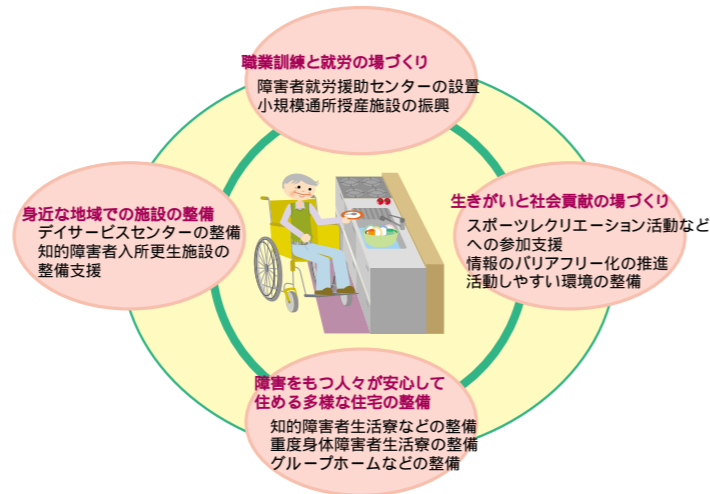 職業訓練と就労の場づくり
障害者就労援助センターの設置
小規模通所授産施設の振興
身近な地域での施設の整備
デイサービスセンターの整備
知的障害者入所更生施設の
整備支援
生きがいと社会貢献の場づくり
スポーツレクリエーション活動など
への参加支援
情報のバリアフリー化の推進
活動しやすい環境の整備
障害をもつ人々が安心して
住める多様な住宅の整備
知的障害者生活寮などの整備
重度身体障害者生活寮の整備
グループホームなどの整備